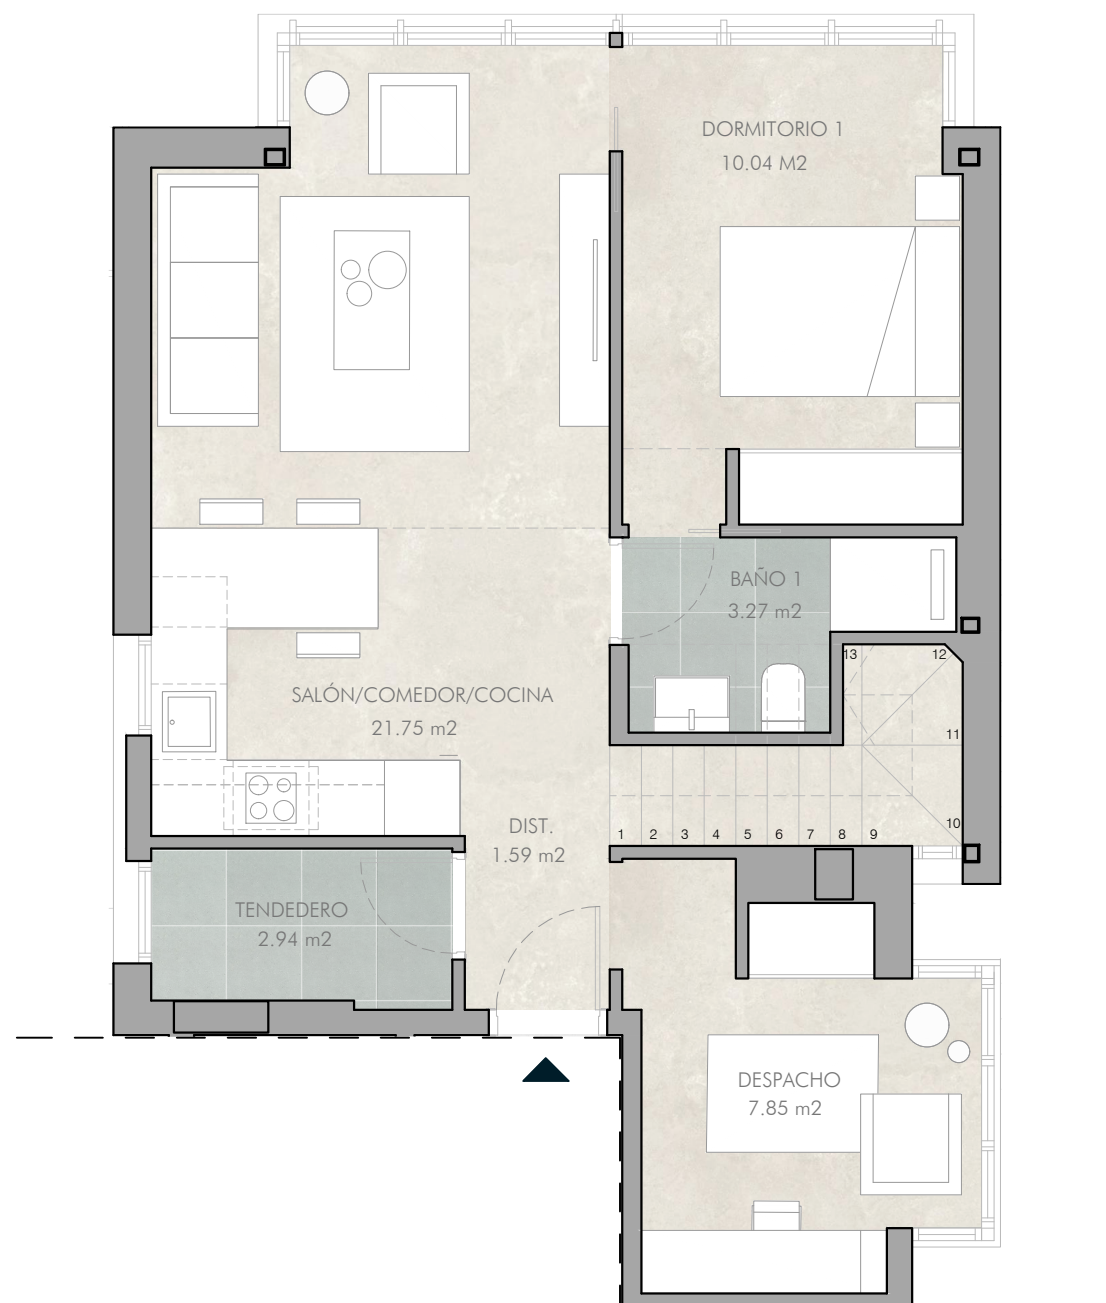 DORMITORIO 1
10.04 M2
BAÑO 1
3.27 m2
13
12
SALÓN/COMEDOR/COCINA
21.75 m2
11
10
DIST.
1.59 m2
1 2 3 4 5 6 7 8 9
TENDEDERO
2.94 m2
DESPACHO
7.85 m2